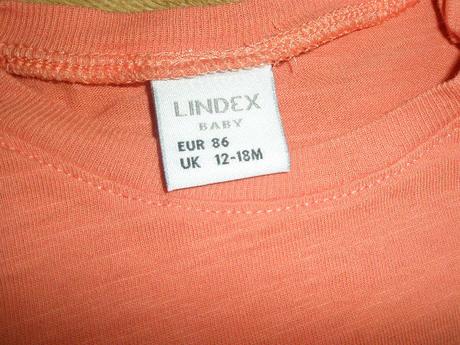 LINDEX
BABY
EUR 86
UK 12-18M